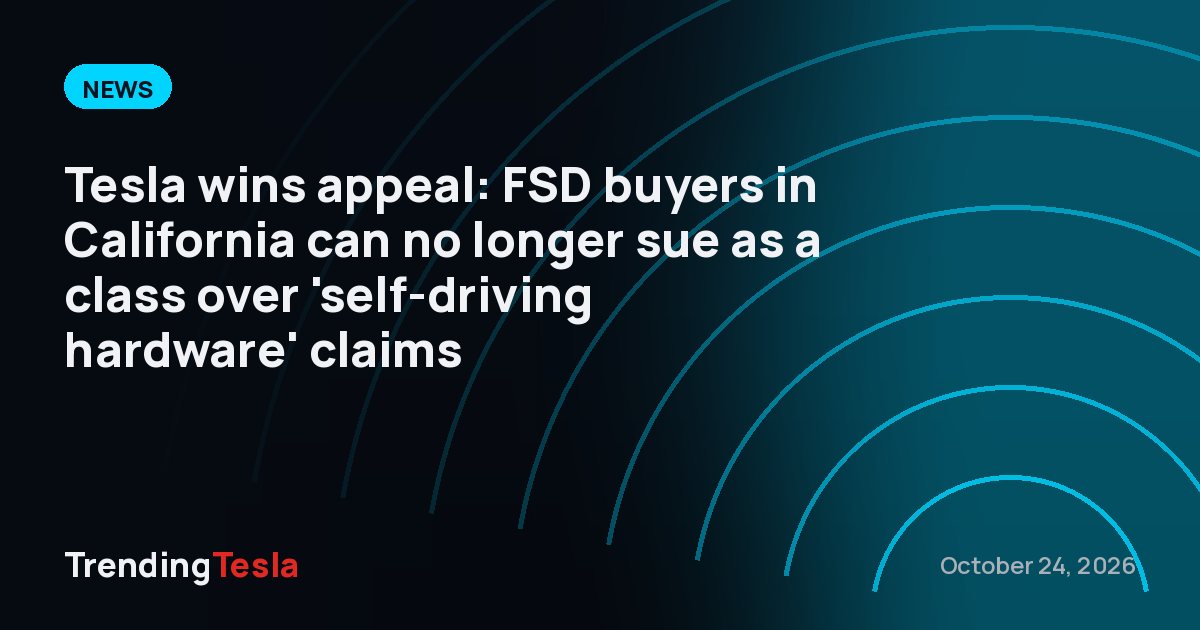 NEWS
Tesla wins appeal: FSD buyers in
California can no longer sue as a
class over 'self-driving
hardware' claims
TrendingTesla
October 24, 2026